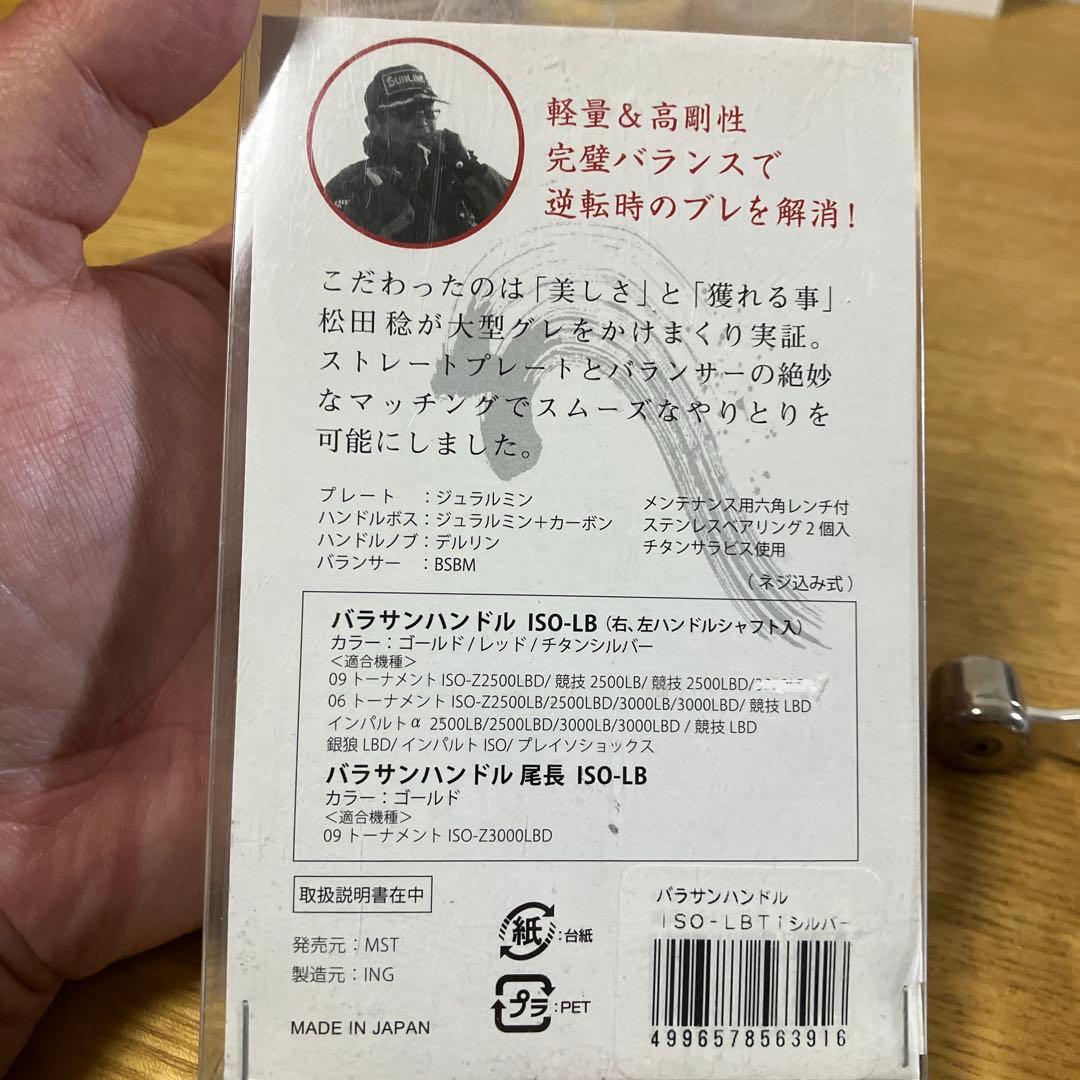 SUNLINE
軽量＆高剛性
完璧バランスで
逆転時のブレを解消！
こだわったのは「美しさ」と「獲れる事」
松田 稔が大型グレをかけまくり実証。
ストレートプレートとバランサーの絶妙
なマッチングでスムーズなやりとりを
可能にしました。
プレート ：ジュラルミン
ハンドルボス：ジュラルミン＋カーボン
ハンドルノブ：デルリン
バランサー ：BSBM
メンテナンス用六角レンチ付
ステンレスベアリング２個入
チタンサラビス使用
（ネジ込み式）
バラサンハンドル ISO-LB（右、左ハンドルシャフト入）
カラー：ゴールド/レッド/チタンシルバー
＜適合機種＞
09 トーナメント ISO-Z2500LBD/ 競技 2500LB/ 競技 2500LBD/
06 トーナメント ISO-Z2500LB/2500LBD/3000LB/3000LBD/ 競技 LBD
インパルトα 2500LB/2500LBD/3000LB/3000LBD / 競技 LBD
銀狼 LBD/ インパルト ISO/ プレイソショックス
バラサンハンドル 尾長 ISO-LB
カラー：ゴールド
＜適合機種＞
09 トーナメント ISO-Z3000LBD
取扱説明書在中
発売元：MST
製造元：ING
MADE IN JAPAN
紙：台紙
プラ：PET
バラサンハンドル
ISO-LBTiシルバー
4996578563916